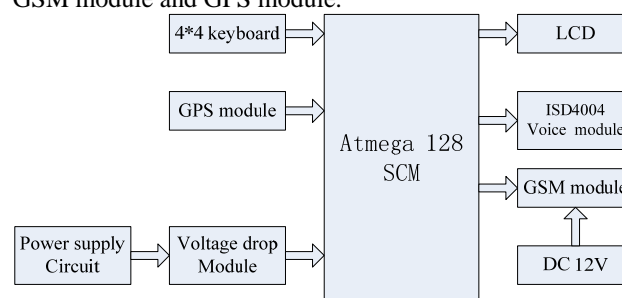 GSM module and GPS module.
4*4 keyboard
LCD
GPS module
ISD4004
Voice module
Atmega 128
SCM
GSM module
Power supply
Circuit
Voltage drop
Module
DC 12V